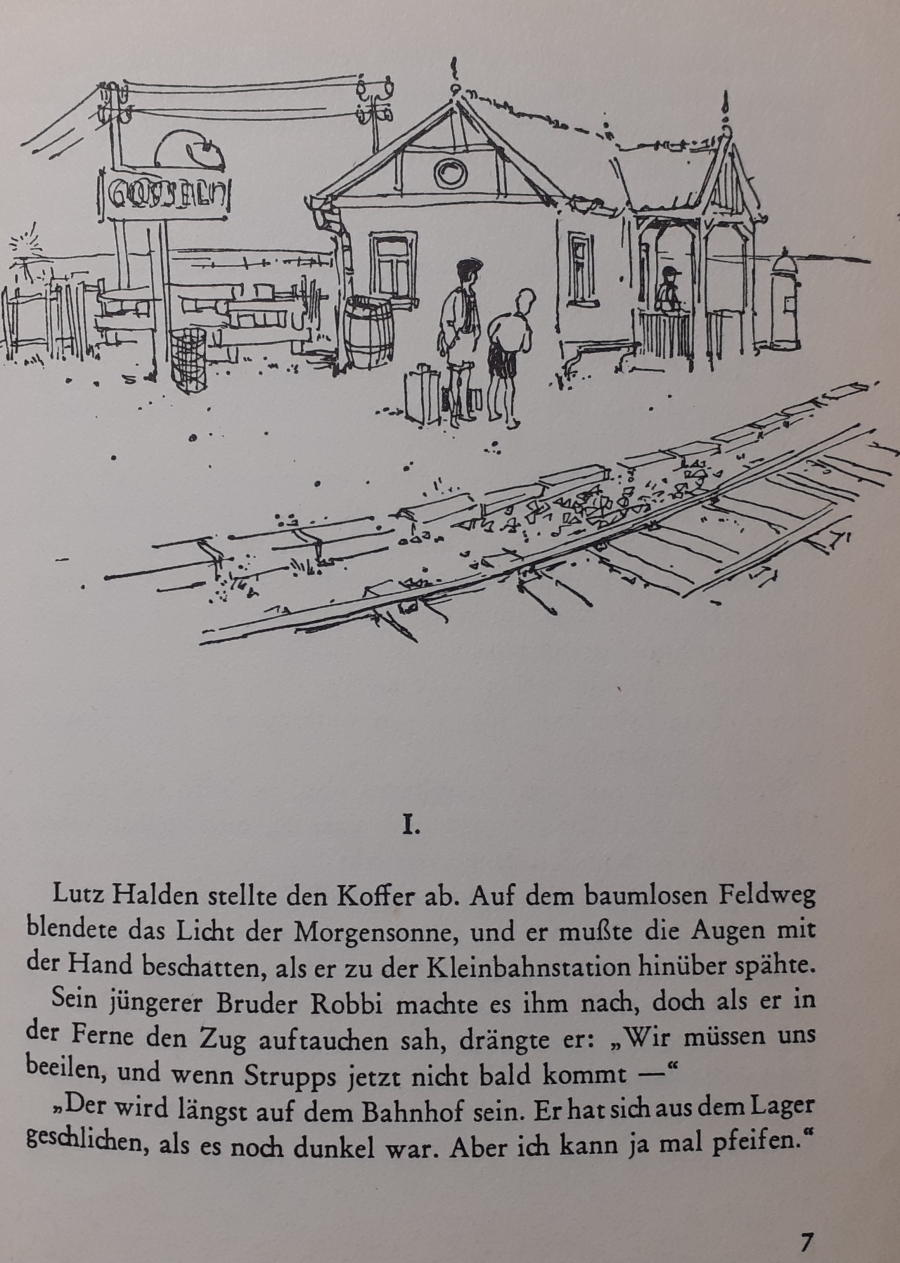 I.
Lutz Halden stellte den Koffer ab. Auf dem baumlosen Feldweg
blendete das Licht der Morgensonne, und er mußte die Augen mit
der Hand beschatten, als er zu der Kleinbahnstation hinüber spähte.
Sein jüngerer Bruder Robbi machte es ihm nach, doch als er in
der Ferne den Zug auftauchen sah, drängte er: „Wir müssen uns
beeilen, und wenn Strupps jetzt nicht bald kommt —“
„Der wird längst auf dem Bahnhof sein. Er hat sich aus dem Lager
geschlichen, als es noch dunkel war. Aber ich kann ja mal pfeifen.“
7